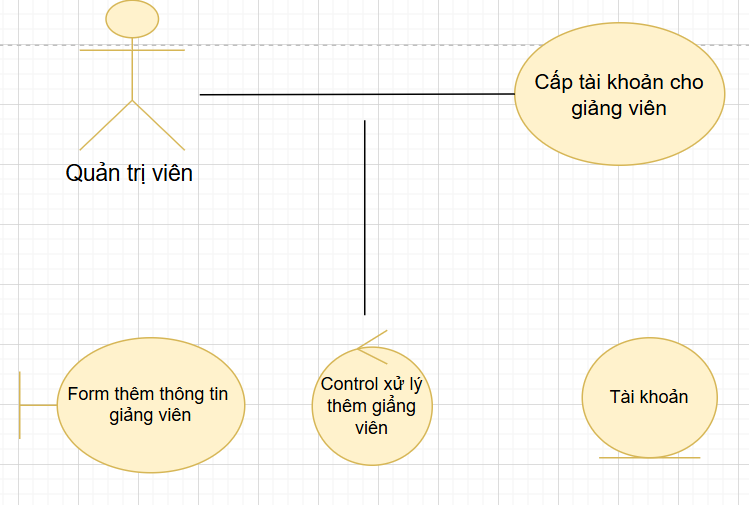 Cấp tài khoản cho
giảng viên
Quản trị viên
Form thêm thông tin
giảng viên
Control xử lý
thêm giảng
viên
Tài khoản